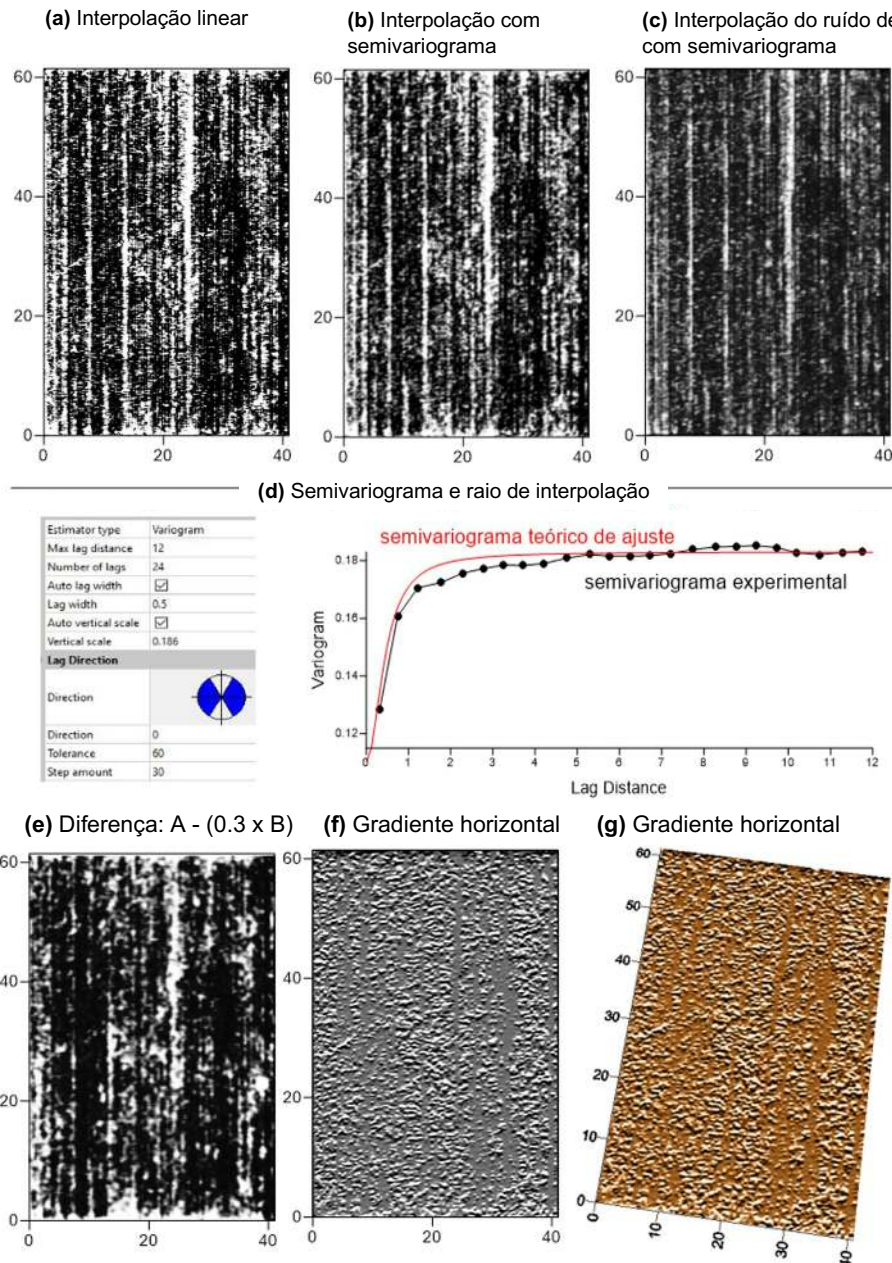 (a) Interpolação linear
(b) Interpolação com
semivariograma
(c) Interpolação do ruído de
com semivariograma
60
40
20
0
0
20
40
60
40
20
0
0
20
40
60
40
20
0
0
20
40
(d) Semivariograma e raio de interpolação
Estimator type Variogram
Max lag distance 12
Number of lags 24
Auto lag width
Lag width 0.5
Auto vertical scale
Vertical scale 0.186
Lag Direction
Direction
Direction 0
Tolerance 60
Step amount 30
semivariograma teórico de ajuste
semivariograma experimental
Variogram
0.18
0.16
0.14
0.12
0 1 2 3 4 5 6 7 8 9 10 11 12
Lag Distance
(e) Diferença: A - (0.3 x B)
(f) Gradiente horizontal
(g) Gradiente horizontal
60
40
20
0
0
20
40
60
40
20
0
0
20
40
60
50
40
30
20
10
0
0
10
20
30
40